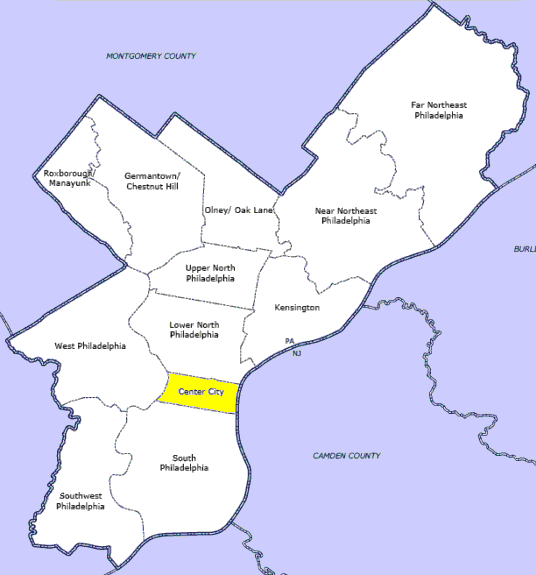 MONTGOMERY COUNTY
Far Northeast
Philadelphia
Roxborough/
Manayunk
Germantown/
Chestnut Hill
Olney/ Oak Lane
Near Northeast
Philadelphia
BURL
Upper North
Philadelphia
Kensington
Lower North
Philadelphia
PA
NJ
West Philadelphia
Center City
CAMDEN COUNTY
South
Philadelphia
Southwest
Philadelphia